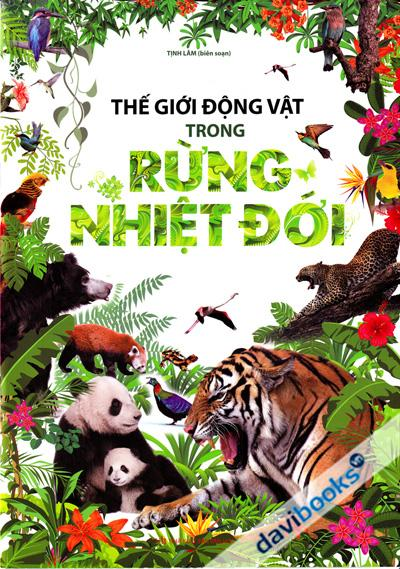 TỊNH LÂM (biên soạn)
THẾ GIỚI ĐỘNG VẬT
TRONG
RỪNG
NHIỆT ĐỚI
davibooks